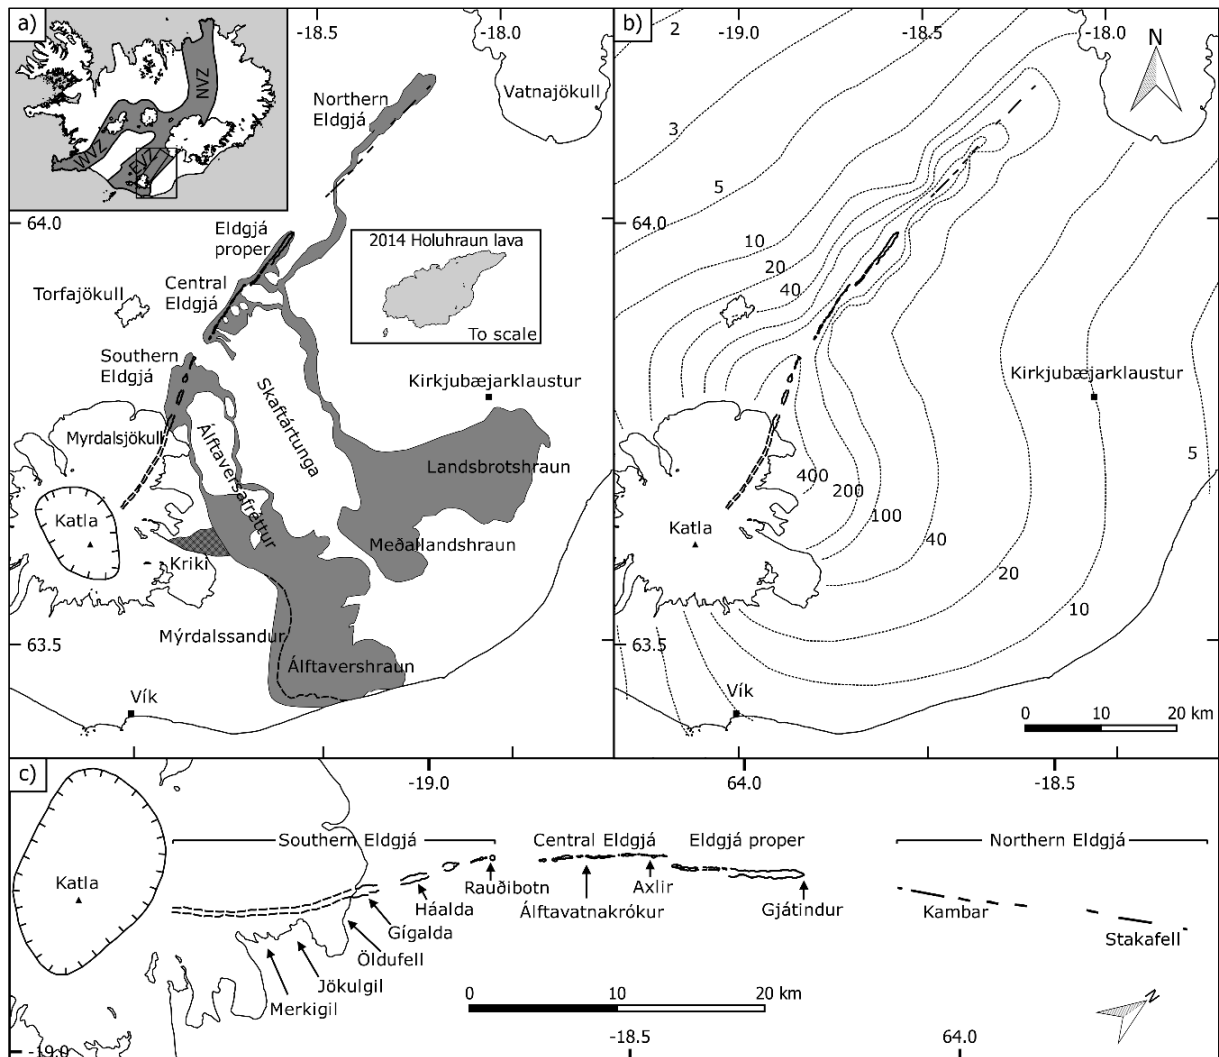 a)
-18.5
-18.0
NVZ
WVZ
EVZ
Northern
Eldgjá
Vatnajökull
64.0
Eldgjá
proper
2014 Holuhraun lava
To scale
Central
Eldgjá
Torfajökull
Southern
Eldgjá
Kirkjubæjarklaustur
Skaftártunga
Myrdalsjökull
Álftaversafréttur
Landsbrotshraun
Katla
Meðallandshraun
Kriki
Mýrdalssandur
63.5
Álftavershraun
Vík
b)
-19.0
-18.5
-18.0
2
N
3
5
64.0
10
20
40
Kirkjubæjarklaustur
5
400
200
100
Katla
40
20
10
63.5
Vík
0 10 20 km
c)
-19.0
64.0
-18.5
Southern Eldgjá
Central Eldgjá
Eldgjá proper
Northern Eldgjá
Katla
Rauðibotn
Axlir
Háalda
Álftavatnakrókur
Gjátindur
Kambar
Gígalda
Stakafell
Öldufell
Jökulgil
Merkigil
0 10 20 km
N
-19.0
-18.5
64.0